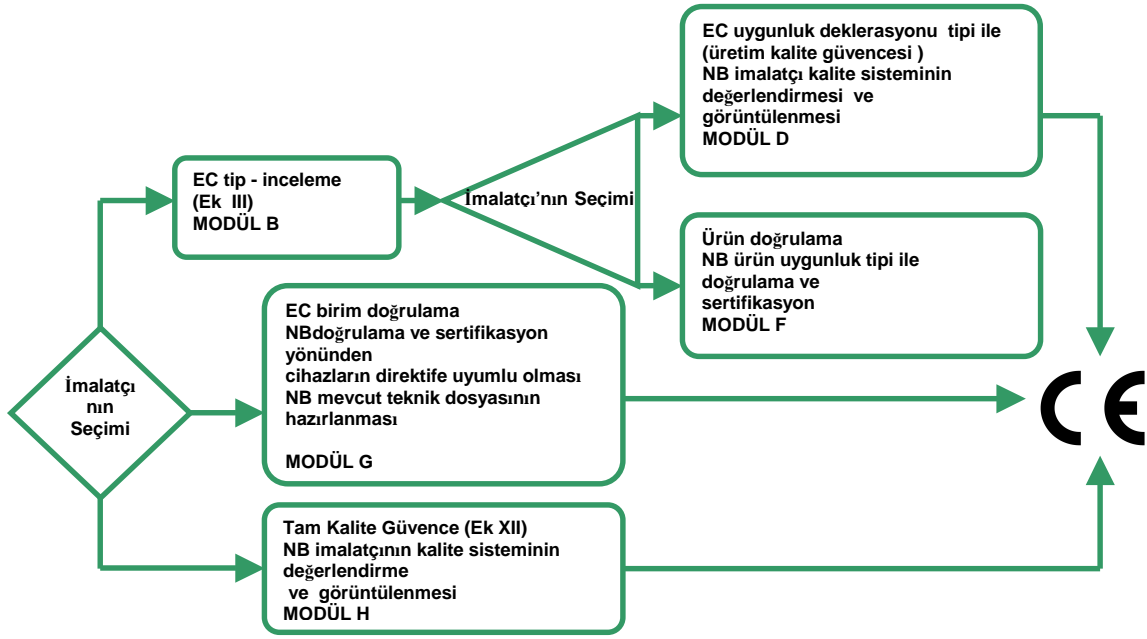 EC uygunluk deklerasyonu tipi ile
(üretim kalite güvencesi )
NB imalatçı kalite sisteminin
değerlendirmesi ve
görüntülenmesi
MODÜL D
EC tip - inceleme
(Ek III)
MODÜL B
İmalatçı’nın Seçimi
Ürün doğrulama
NB ürün uygunluk tipi ile
doğrulama ve
sertifikasyon
MODÜL F
EC birim doğrulama
NBdoğrulama ve sertifikasyon
yönünden
cihazların direktife uyumlu olması
NB mevcut teknik dosyasının
hazırlanması
MODÜL G
İmalatçı
nın
Seçimi
CE
Tam Kalite Güvence (Ek XII)
NB imalatçının kalite sisteminin
değerlendirme
ve görüntülenmesi
MODÜL H